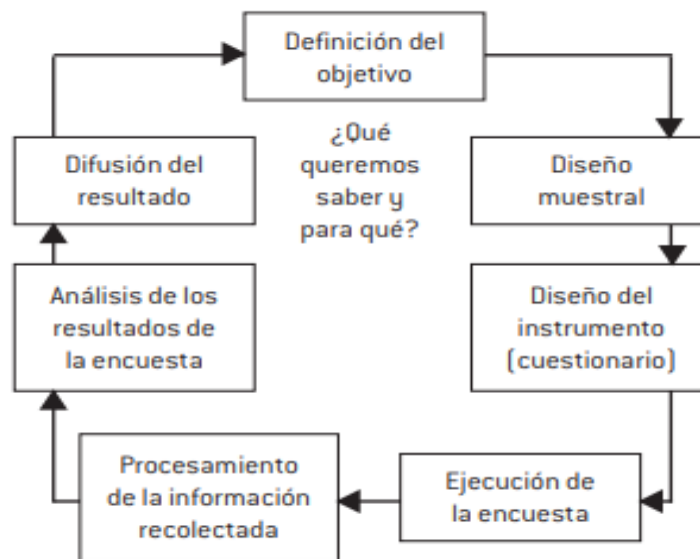 Definición del
objetivo
¿Qué
queremos
saber y
para qué?
Diseño
muestral
Diseño del
instrumento
(cuestionario)
Ejecución de
la encuesta
Procesamiento
de la información
recolectada
Análisis de los
resultados de
la encuesta
Difusión del
resultado